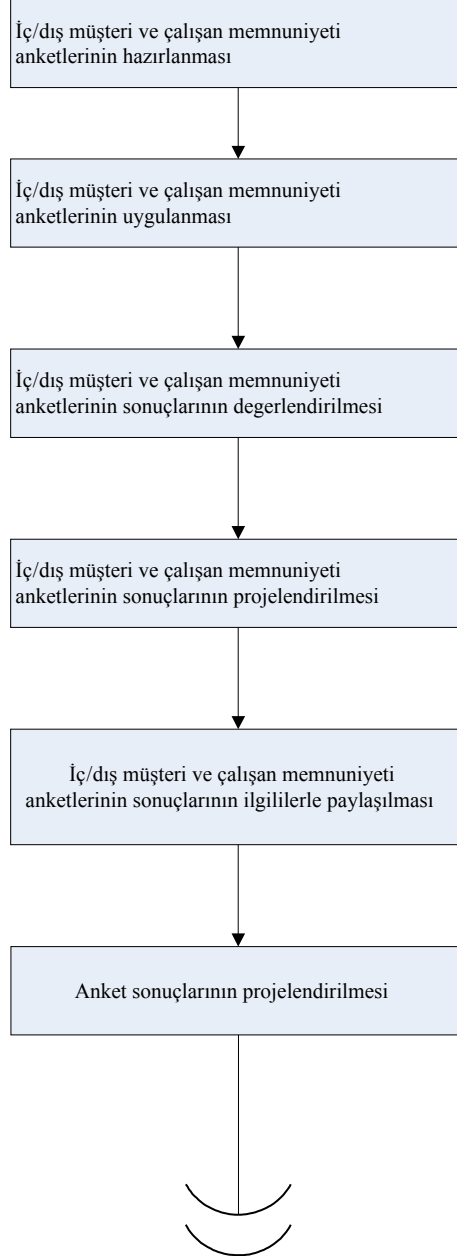 İç/dış müşteri ve çalışan memnuniyeti
anketlerinin hazırlanması
İç/dış müşteri ve çalışan memnuniyeti
anketlerinin uygulanması
İç/dış müşteri ve çalışan memnuniyeti
anketlerinin sonuçlarının degerlendirilmesi
İç/dış müşteri ve çalışan memnuniyeti
anketlerinin sonuçlarının projelendirilmesi
İç/dış müşteri ve çalışan memnuniyeti
anketlerinin sonuçlarının ilgililerle paylaşılması
Anket sonuçlarının projelendirilmesi